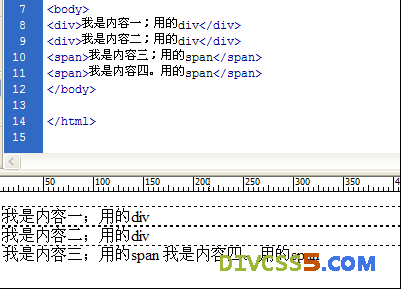 7 <body>
8 <div>我是内容一；用的div</div>
9 <div>我是内容二；用的div</div>
10 <span>我是内容三；用的span</span>
11 <span>我是内容四。用的span</span>
12 </body>
13
14 </html>
15
50 100 150 200 250 300 350 400
我是内容一；用的div
我是内容二；用的div
我是内容三；用的span 我是内容四。用的span
DIVCSS5.COM